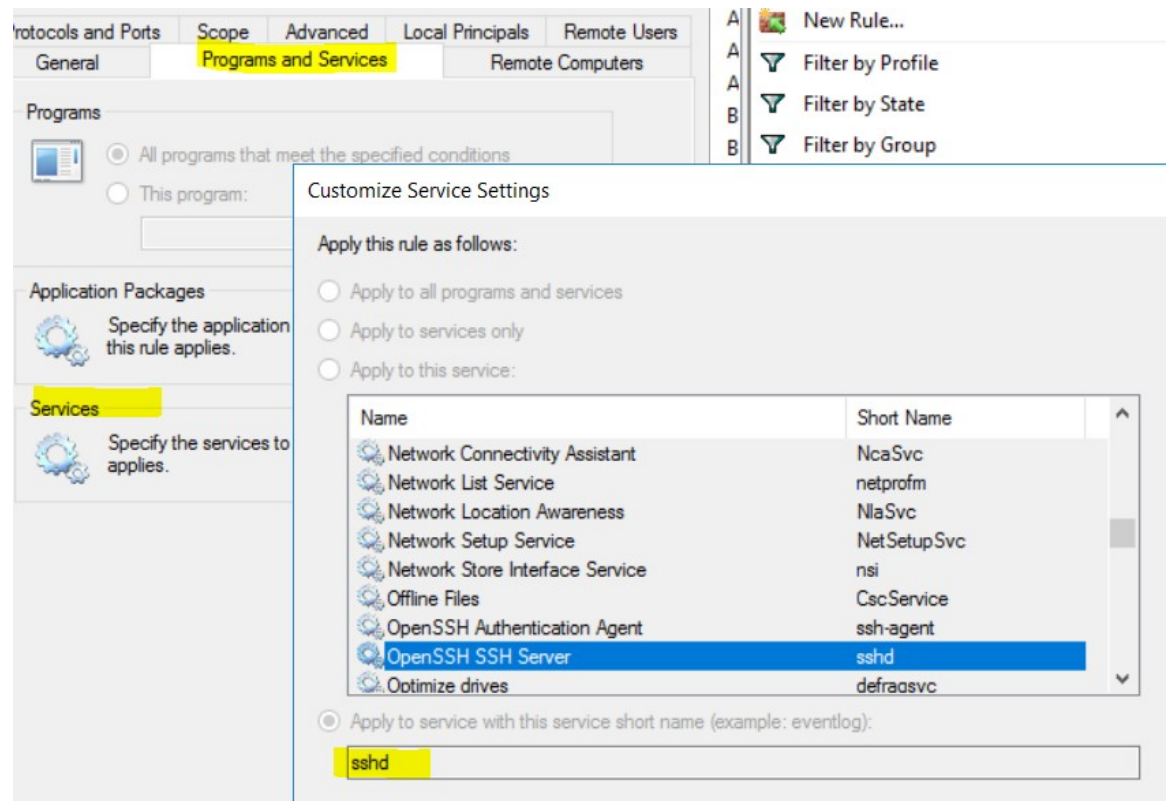 Protocols and Ports Scope Advanced Local Principals Remote Users
General Programs and Services Remote Computers
Programs
All programs that meet the specified conditions
This program:
Application Packages
Specify the application
this rule applies.
Services
Specify the services to
applies.
A
A
A
B
B
New Rule...
Filter by Profile
Filter by State
Filter by Group
Customize Service Settings
Apply this rule as follows:
Apply to all programs and services
Apply to services only
Apply to this service:
Name Short Name
Network Connectivity Assistant NcaSvc
Network List Service netprofm
Network Location Awareness NlaSvc
Network Setup Service NetSetupSvc
Network Store Interface Service nsi
Offline Files CscService
OpenSSH Authentication Agent ssh-agent
OpenSSH SSH Server sshd
Optimize drives defragsvc
Apply to service with this service short name (example: eventlog):
sshd